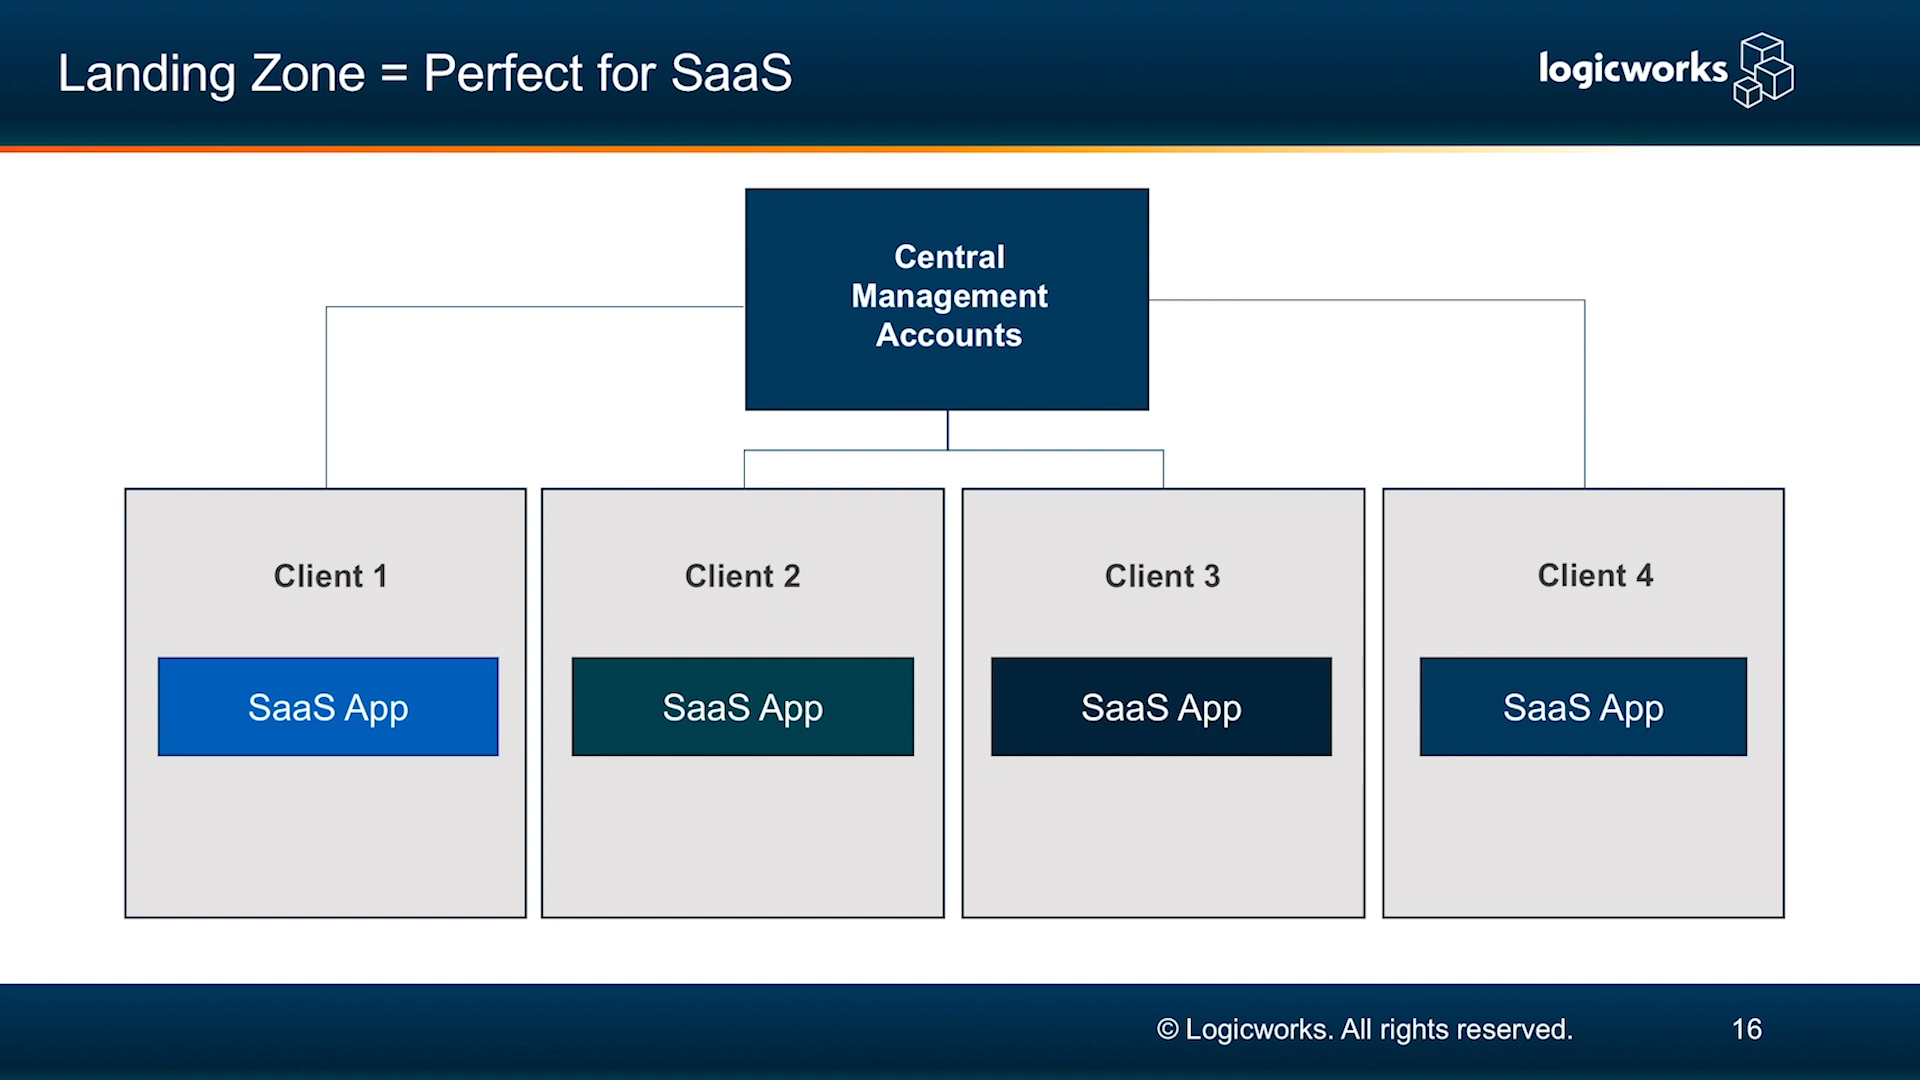 Landing Zone = Perfect for SaaS
logicworks
Central
Management
Accounts
Client 1
Client 2
Client 3
Client 4
SaaS App
SaaS App
SaaS App
SaaS App
© Logicworks. All rights reserved.
16